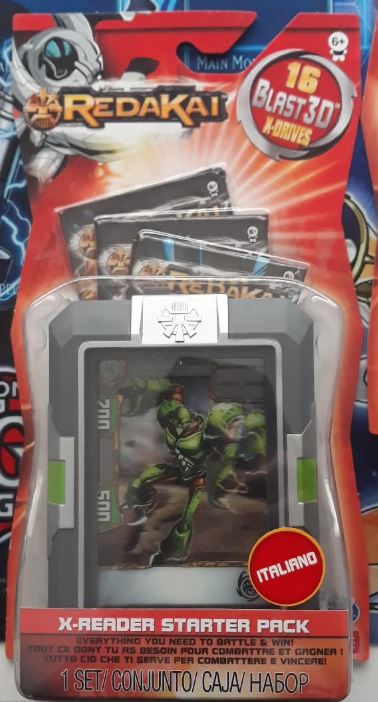 MAIN MO
6+
REDAKAI
16
BLAST3D™
X-DRIVES
REDAKAI
200
500
ITALIANO
X-READER STARTER PACK
EVERYTHING YOU NEED TO BATTLE & WIN!
TOUT CE DONT TU AS BESOIN POUR COMBATTRE ET GAGNER !
TUTTO CIÒ CHE TI SERVE PER COMBATTERE E VINCERE!
1 SET/ CONJUNTO/ CAJA/ НАБОР